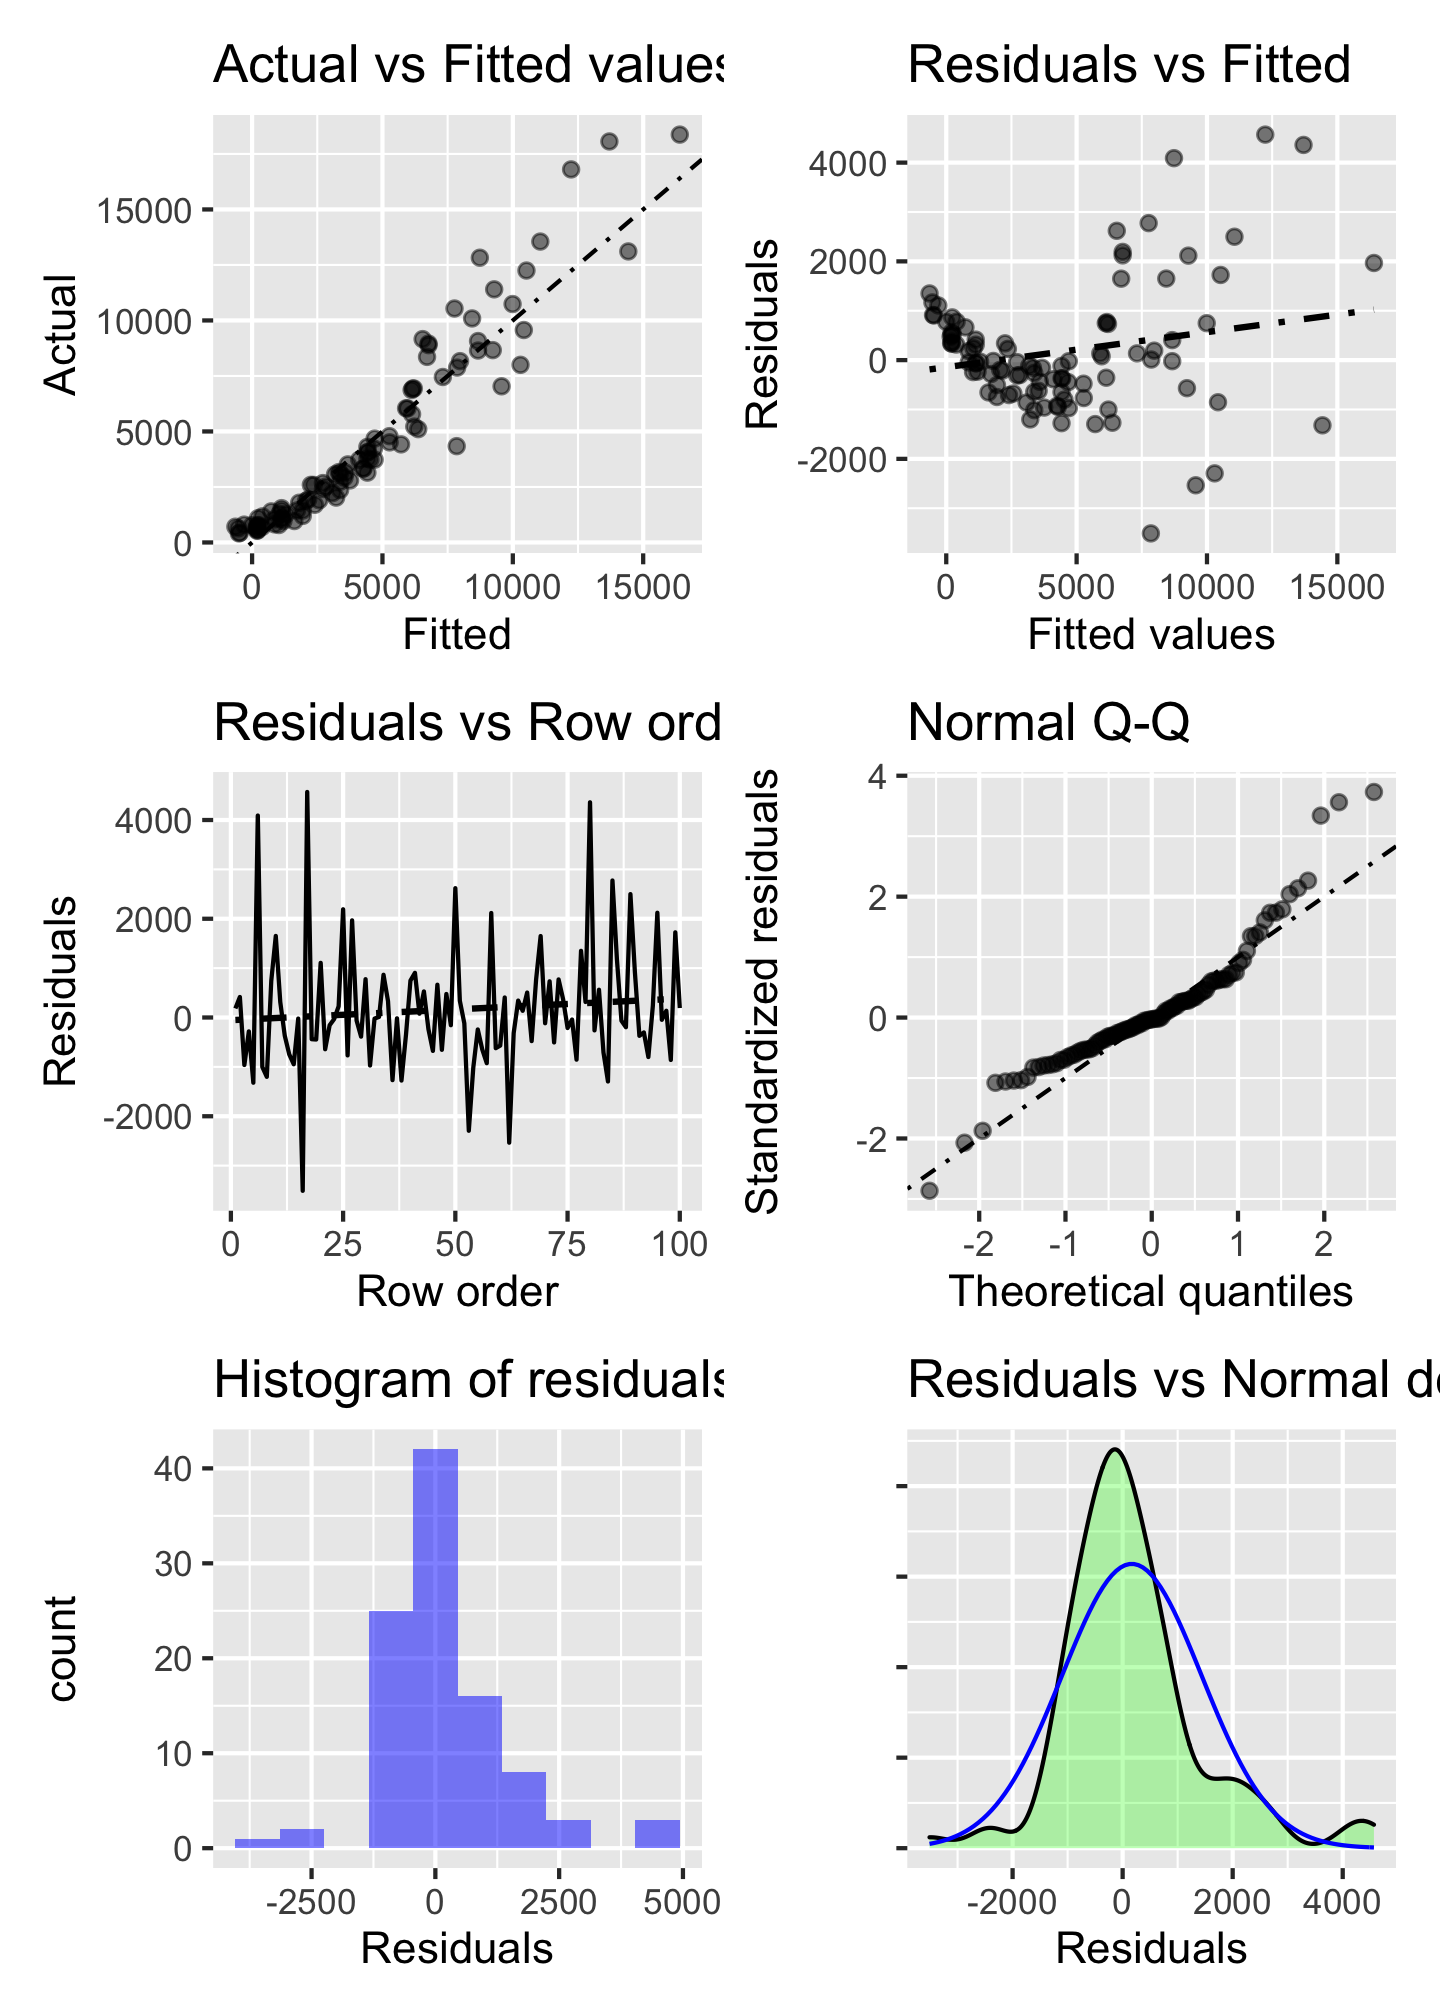 Actual vs Fitted values
Residuals vs Fitted
Actual
15000
10000
5000
0
0 5000 10000 15000
Fitted
Residuals
4000
2000
0
-2000
0 5000 10000 15000
Fitted values
Residuals vs Row ord
Normal Q-Q
Residuals
4000
2000
0
-2000
0 25 50 75 100
Row order
Standardized residuals
4
2
0
-2
-2 -1 0 1 2
Theoretical quantiles
Histogram of residuals
Residuals vs Normal de
count
40
30
20
10
0
-2500 0 2500 5000
Residuals
-2000 0 2000 4000
Residuals